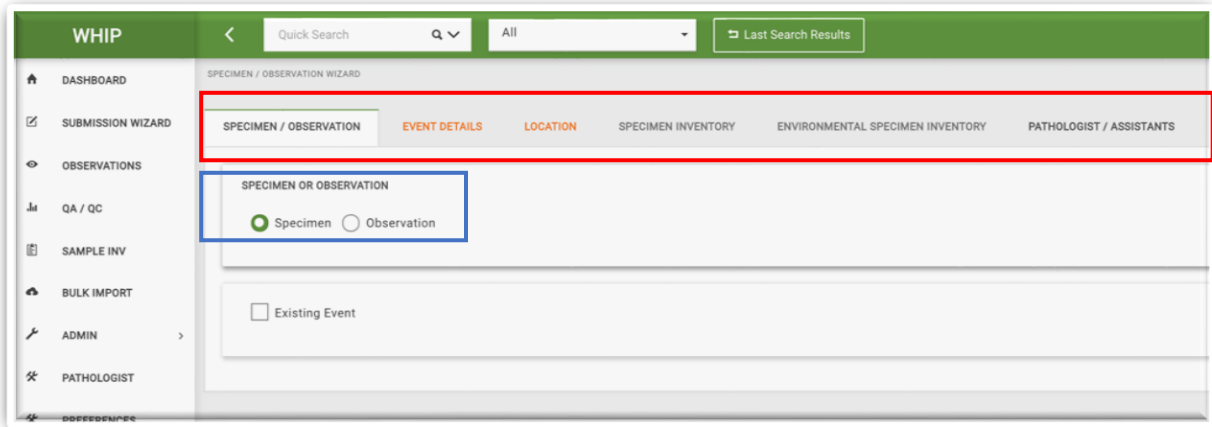 WHIP
Quick Search
All
Last Search Results
DASHBOARD
SUBMISSION WIZARD
OBSERVATIONS
QA / QC
SAMPLE INV
BULK IMPORT
ADMIN
PATHOLOGIST
PREFERENCES
SPECIMEN / OBSERVATION WIZARD
SPECIMEN / OBSERVATION EVENT DETAILS LOCATION SPECIMEN INVENTORY ENVIRONMENTAL SPECIMEN INVENTORY PATHOLOGIST / ASSISTANTS
SPECIMEN OR OBSERVATION
Specimen Observation
Existing Event